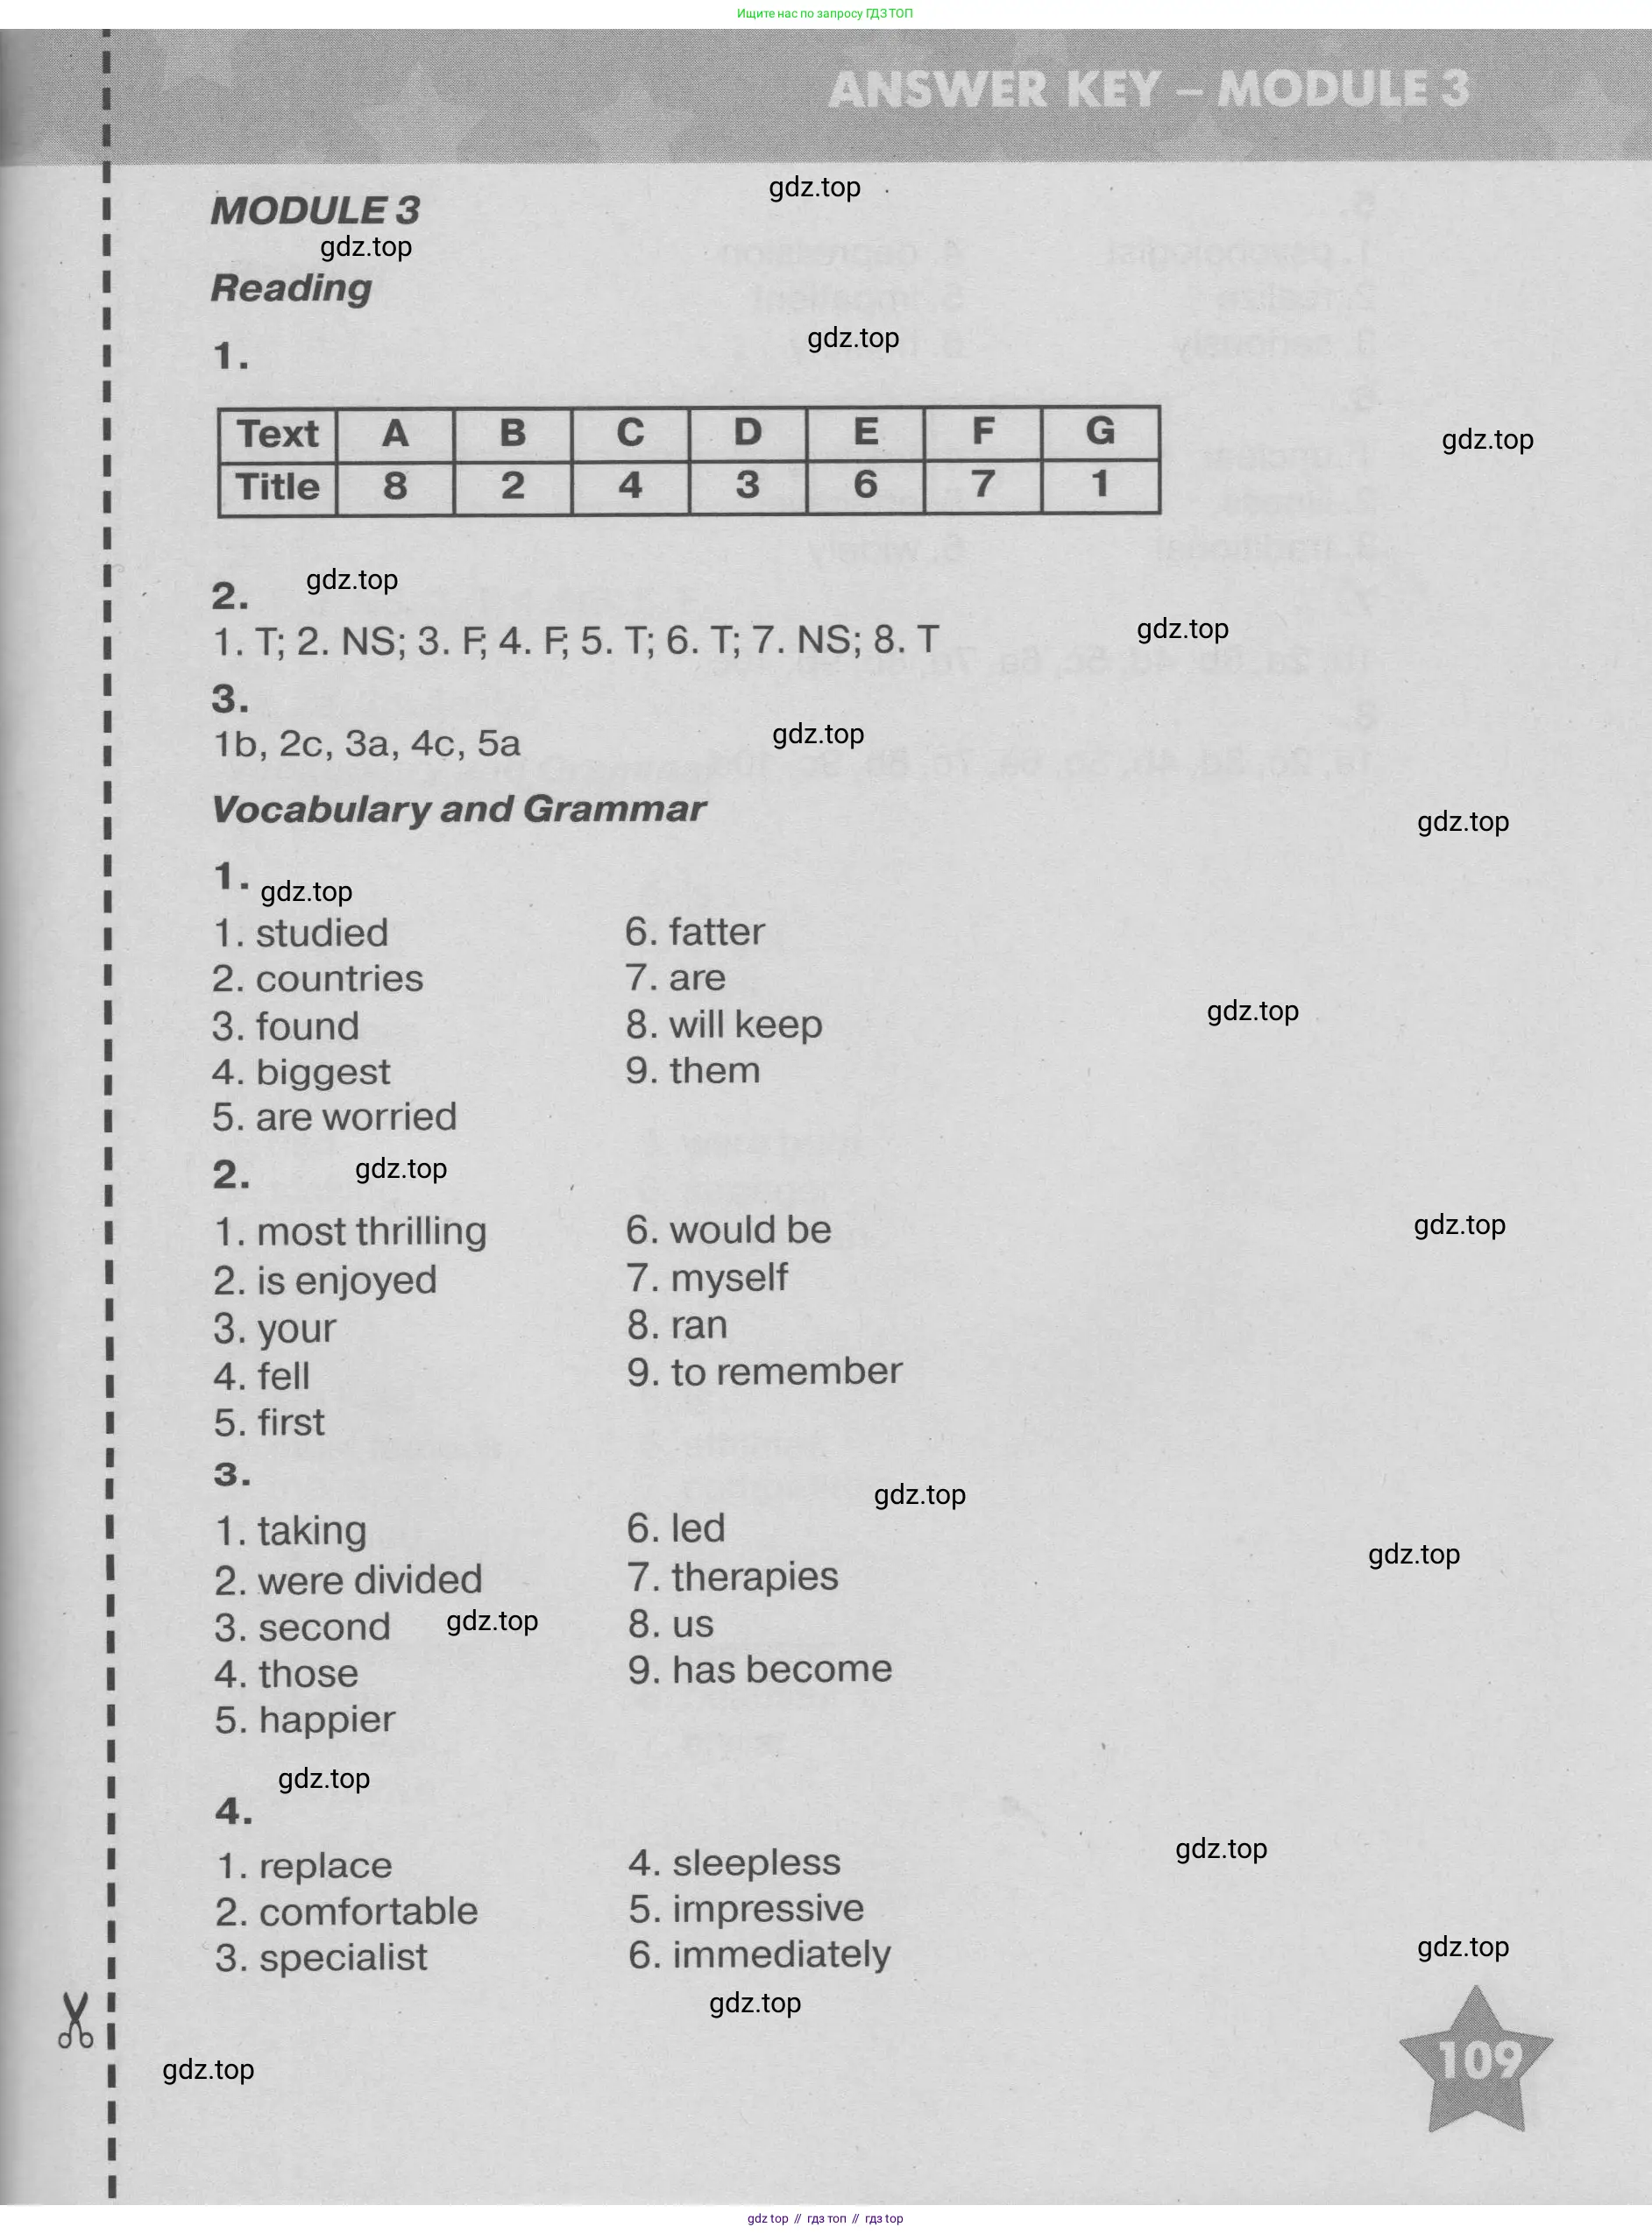 Ищите нас по запросу ГДЗ ТОП
ANSWER KEY – MODULE 3
gdz.top
MODULE 3
gdz.top
Reading
gdz.top
1.
Text A B C D E F G
gdz.top
Title 8 2 4 3 6 7 1
gdz.top
2.
gdz.top
1. T; 2. NS; 3. F; 4. F; 5. T; 6. T; 7. NS; 8. T
3.
gdz.top
1b, 2c, 3a, 4c, 5a
Vocabulary and Grammar
gdz.top
1.
gdz.top
1. studied
2. countries
3. found
4. biggest
5. are worried
6. fatter
7. are
8. will keep
9. them
gdz.top
2.
gdz.top
1. most thrilling
2. is enjoyed
3. your
4. fell
5. first
6. would be
7. myself
8. ran
9. to remember
gdz.top
3.
gdz.top
1. taking
2. were divided
3. second
4. those
5. happier
6. led
7. therapies
8. us
9. has become
gdz.top
gdz.top
gdz.top
4.
1. replace
2. comfortable
3. specialist
4. sleepless
5. impressive
6. immediately
gdz.top
gdz.top
gdz.top
109
gdz.top
gdz top // гдз топ // гдз top